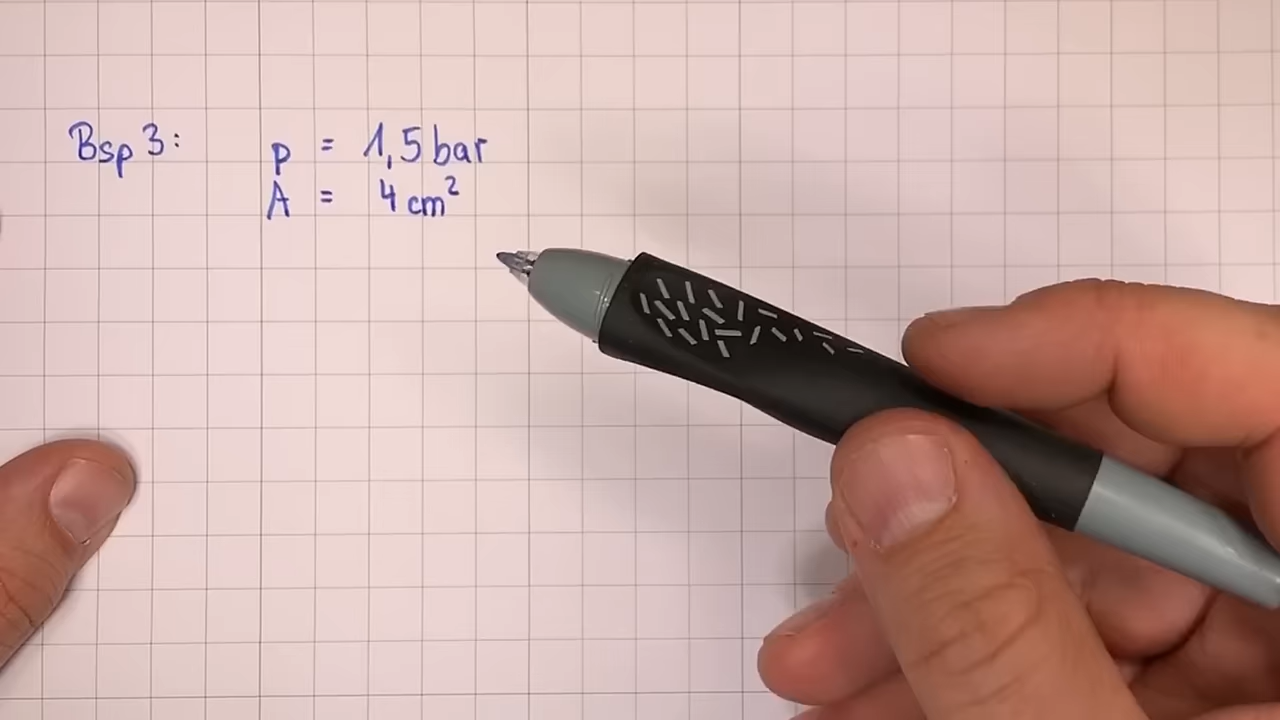 Bsp 3: p = 1,5 bar
A = 4 cm²